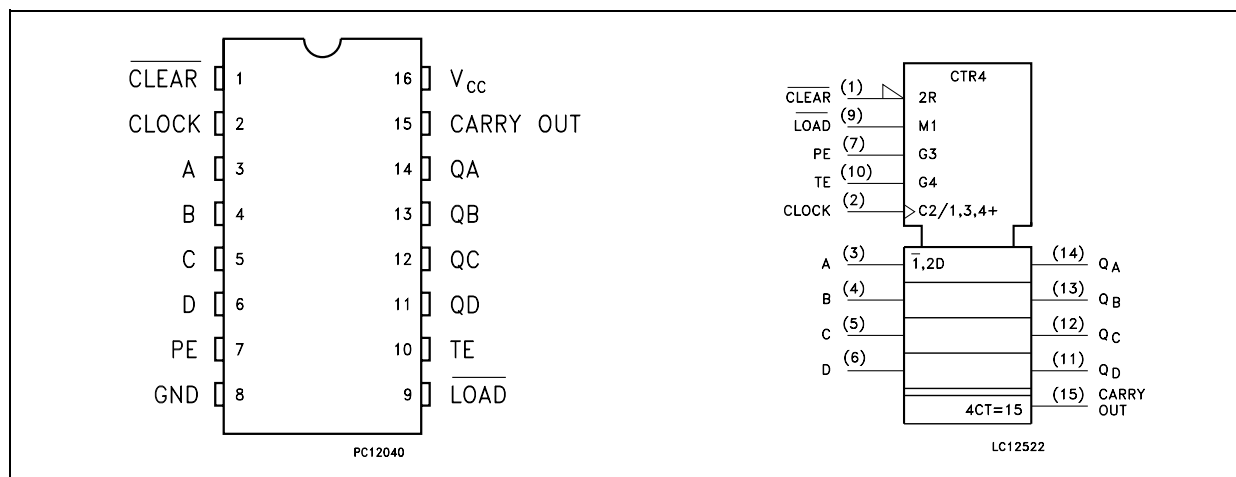 CLEAR 1 16 VCC
CLOCK 2 15 CARRY OUT
A 3 14 QA
B 4 13 QB
C 5 12 QC
D 6 11 QD
PE 7 10 TE
GND 8 9 LOAD
PC12040
CTR4
CLEAR (1) 2R
LOAD (9) M1
PE (7) G3
TE (10) G4
CLOCK (2) C2/1,3,4+
A (3) 1̅,2D (14) QA
B (4) (13) QB
C (5) (12) QC
D (6) (11) QD
4CT=15 (15) CARRY
OUT
LC12522